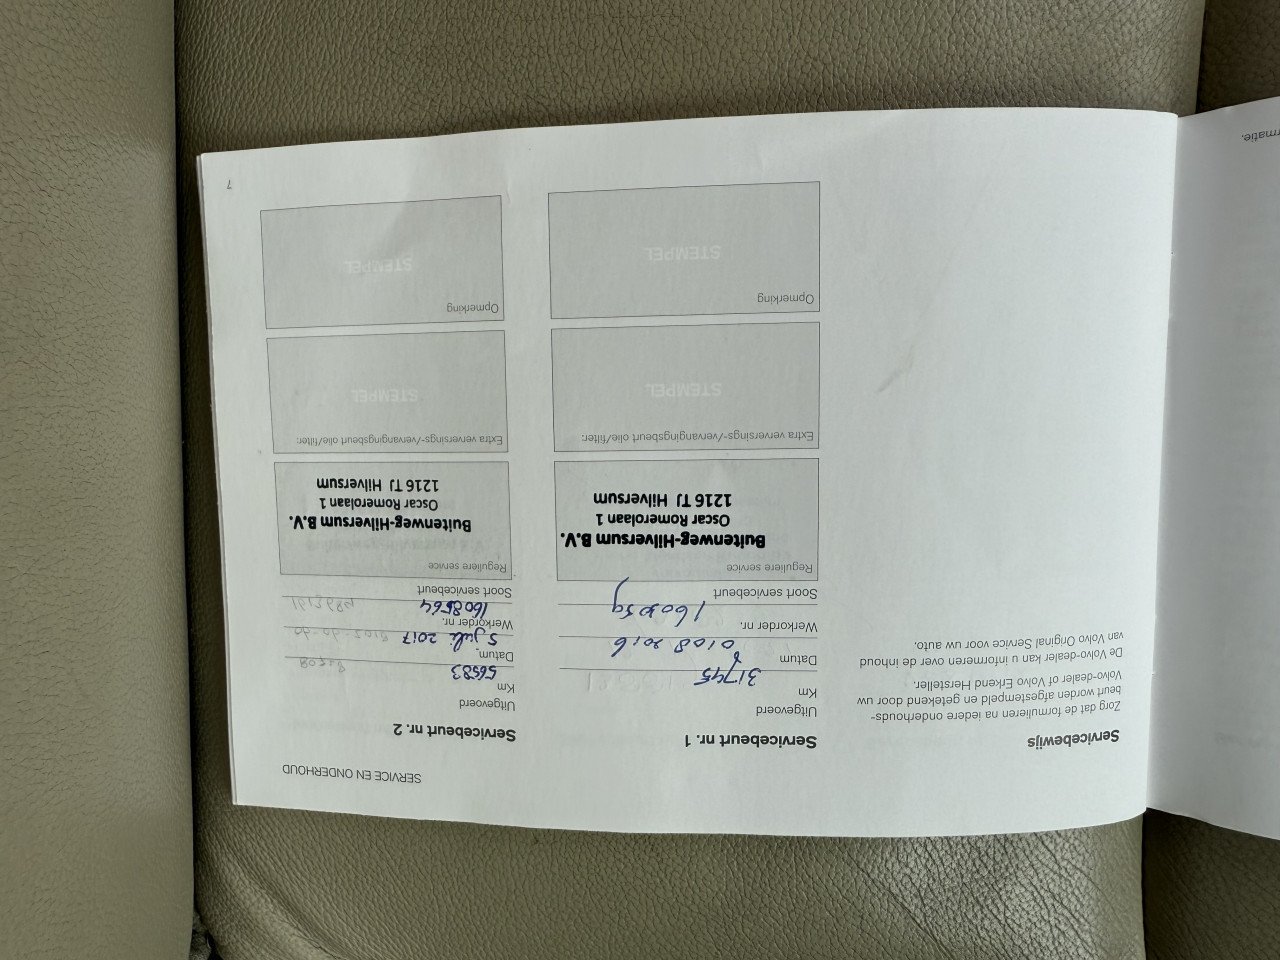 SERVICE EN ONDERHOUD
Servicebewijs
Zorg dat de formulieren na iedere onderhouds-
beurt worden afgestempeld en getekend door uw
Volvo-dealer of Volvo Erkend Hersteller.
De Volvo-dealer kan u informeren over de inhoud
van Volvo Original Service voor uw auto.
Servicebeurt nr. 1
Uitgevoerd
Km
31745
Datum
0108 2016
Werkorder nr.
Soort servicebeurt
Reguliere service
Buitenweg-Hilversum B.V.
Oscar Romerolaan 1
1216 TJ Hilversum
Extra verversings-/vervangingsbeurt olie/filter:
STEMPEL
Opmerking
STEMPEL
Servicebeurt nr. 2
Uitgevoerd
Km
56583
Datum
5 juli 2017
Werkorder nr.
1608564
Soort servicebeurt
Reguliere service
Buitenweg-Hilversum B.V.
Oscar Romerolaan 1
1216 TJ Hilversum
Extra verversings-/vervangingsbeurt olie/filter:
STEMPEL
Opmerking
STEMPEL
7
rmatie.